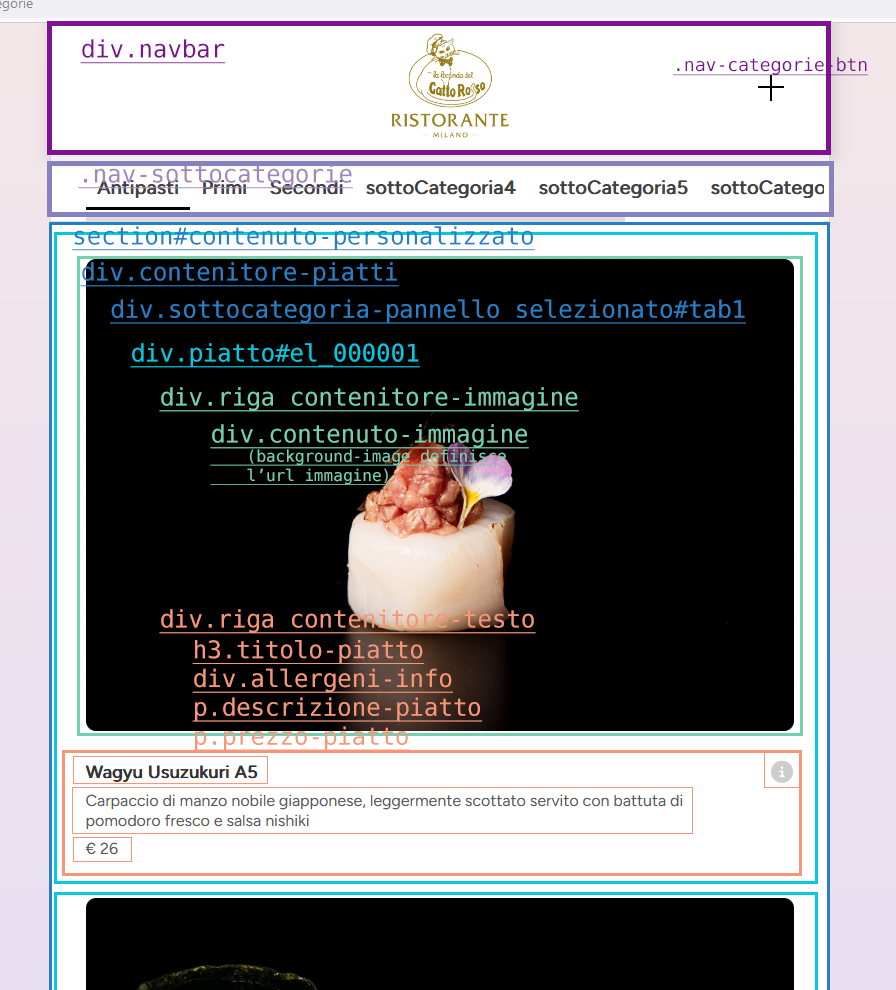 egorie
div.navbar
la locanda del
Gatto Rosso
RISTORANTE
MILANO
.nav-categorie-btn
.nav-sottocategorie
Antipasti Primi Secondi sottoCategoria4 sottoCategoria5 sottoCatego
section#contenuto-personalizzato
div.contenitore-piatti
div.sottocategoria-pannello selezionato#tab1
div.piatto#el_000001
div.riga contenitore-immagine
div.contenuto-immagine
(background-image definisce
l’url immagine)
div.riga contenitore-testo
h3.titolo-piatto
div.allergeni-info
p.descrizione-piatto
p.prezzo-piatto
Wagyu Usuzukuri A5
i
Carpaccio di manzo nobile giapponese, leggermente scottato servito con battuta di
pomodoro fresco e salsa nishiki
€ 26